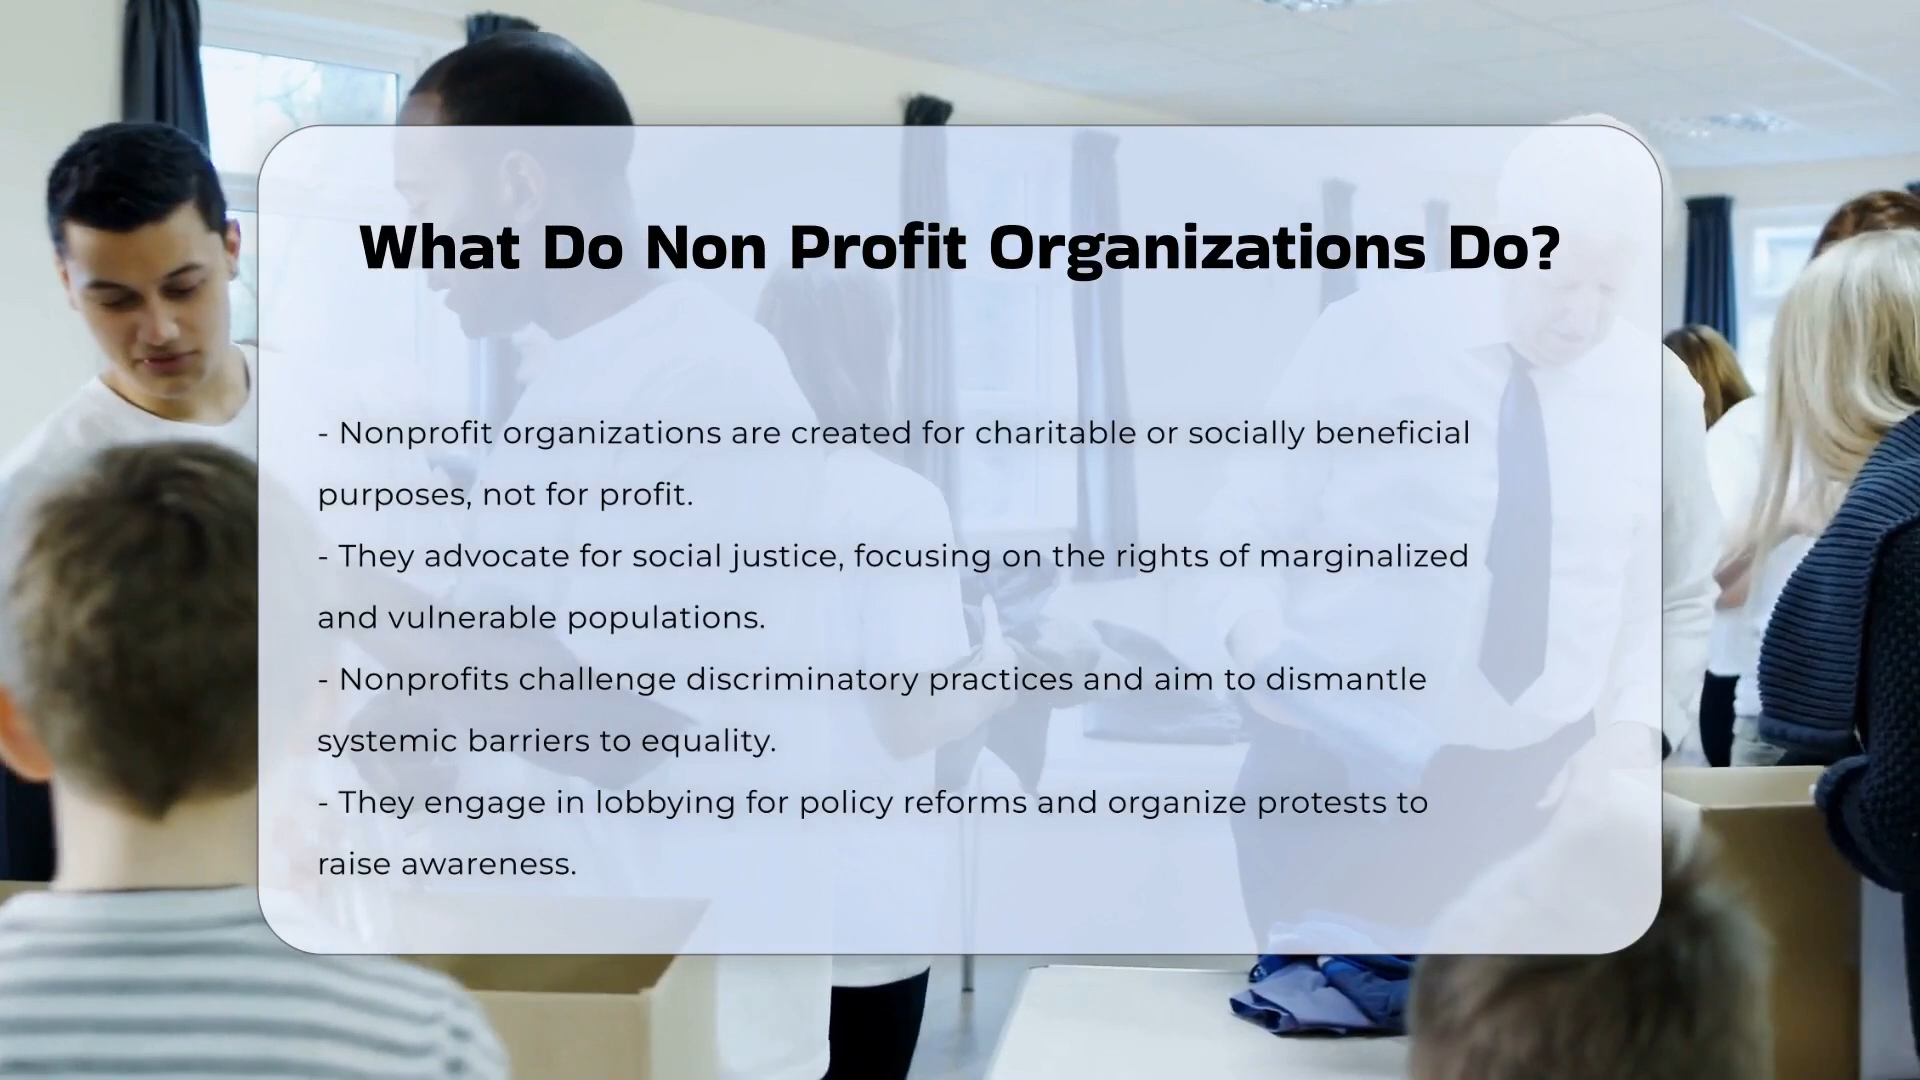 What Do Non Profit Organizations Do?
- Nonprofit organizations are created for charitable or socially beneficial
purposes, not for profit.
- They advocate for social justice, focusing on the rights of marginalized
and vulnerable populations.
- Nonprofits challenge discriminatory practices and aim to dismantle
systemic barriers to equality.
- They engage in lobbying for policy reforms and organize protests to
raise awareness.